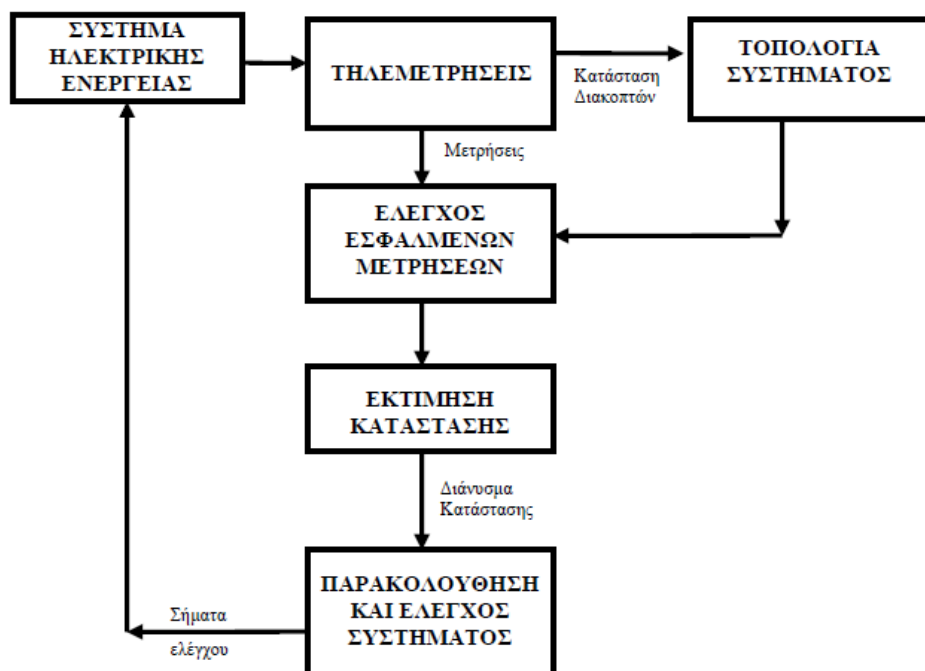 ΣΥΣΤΗΜΑ
ΗΛΕΚΤΡΙΚΗΣ
ΕΝΕΡΓΕΙΑΣ
ΤΗΛΕΜΕΤΡΗΣΕΙΣ
Κατάσταση
Διακοπτών
ΤΟΠΟΛΟΓΙΑ
ΣΥΣΤΗΜΑΤΟΣ
Μετρήσεις
ΕΛΕΓΧΟΣ
ΕΣΦΑΛΜΕΝΩΝ
ΜΕΤΡΗΣΕΩΝ
ΕΚΤΙΜΗΣΗ
ΚΑΤΑΣΤΑΣΗΣ
Διάνυσμα
Κατάστασης
ΠΑΡΑΚΟΛΟΥΘΗΣΗ
ΚΑΙ ΕΛΕΓΧΟΣ
ΣΥΣΤΗΜΑΤΟΣ
Σήματα
ελέγχου